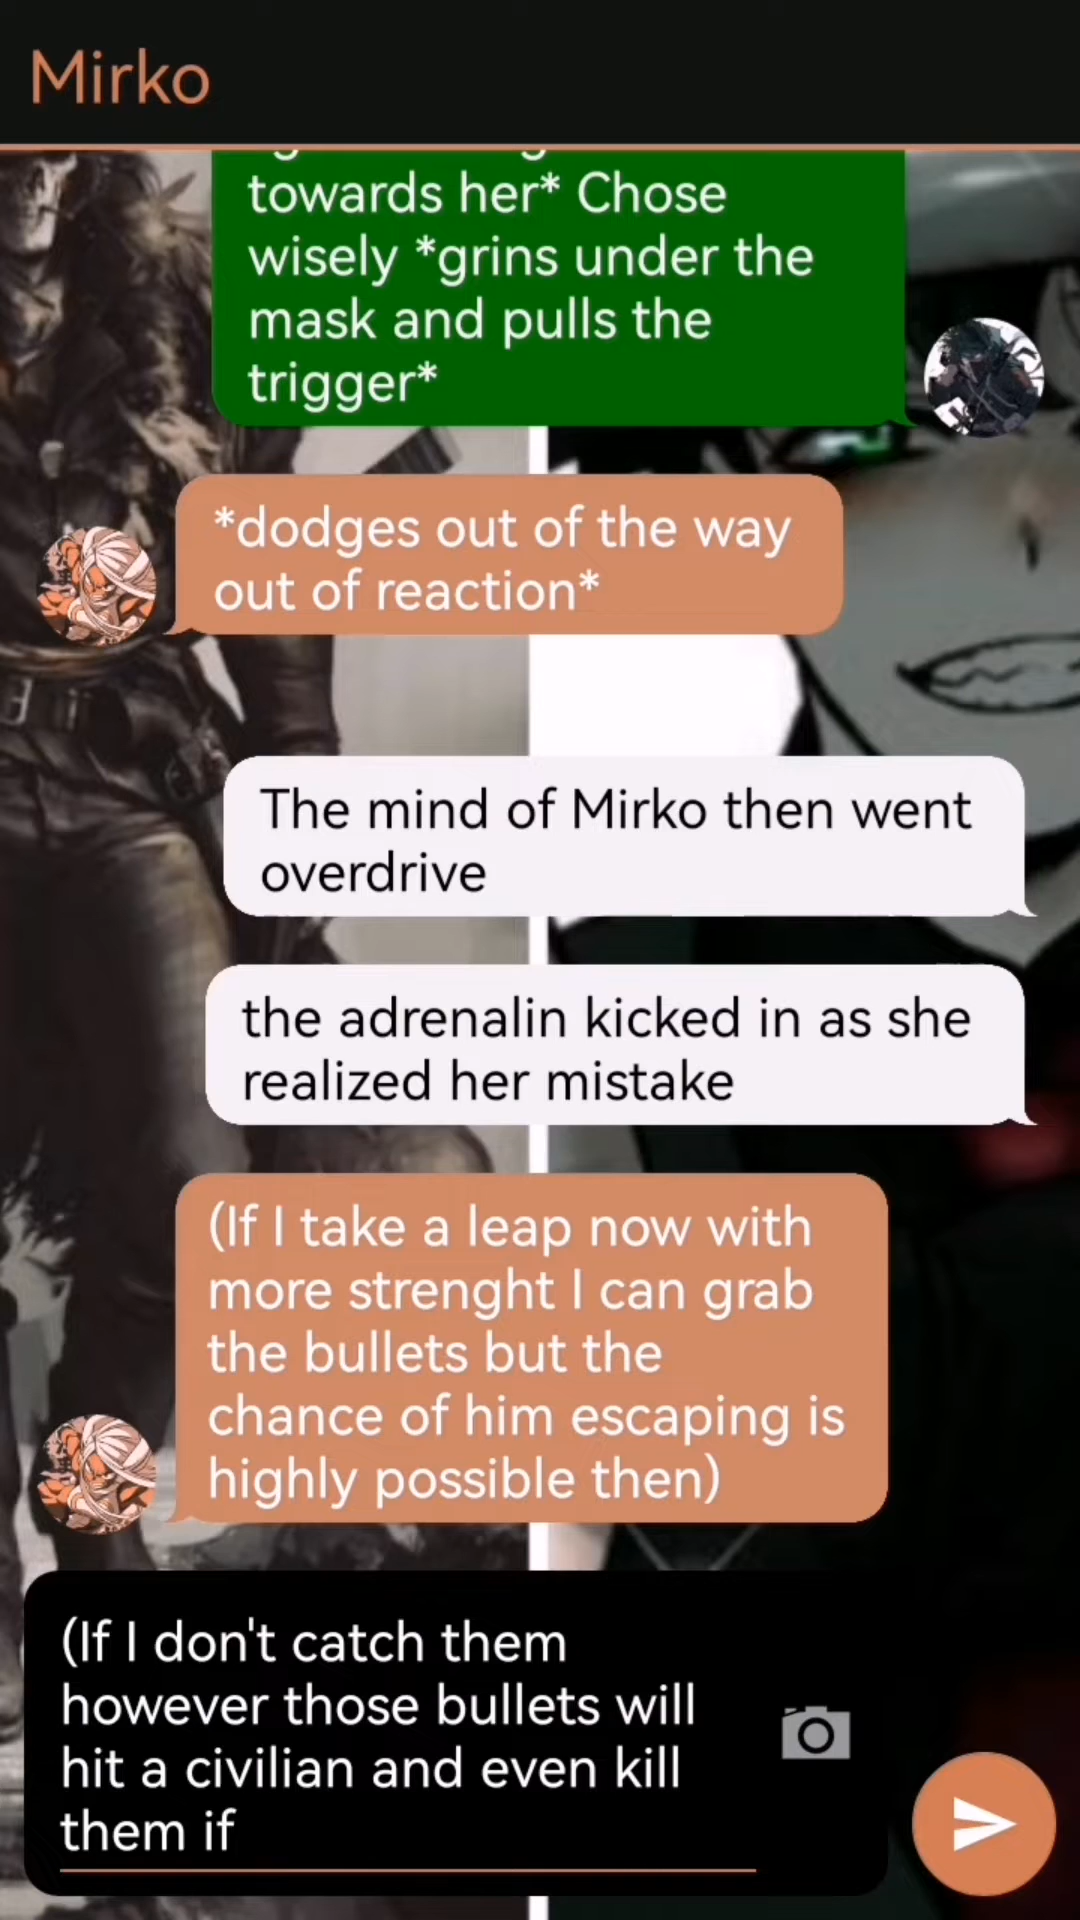 Mirko
towards her* Chose
wisely *grins under the
mask and pulls the
trigger*
*dodges out of the way
out of reaction*
The mind of Mirko then went
overdrive
the adrenalin kicked in as she
realized her mistake
(If I take a leap now with
more strenght I can grab
the bullets but the
chance of him escaping is
highly possible then)
(If I don't catch them
however those bullets will
hit a civilian and even kill
them if